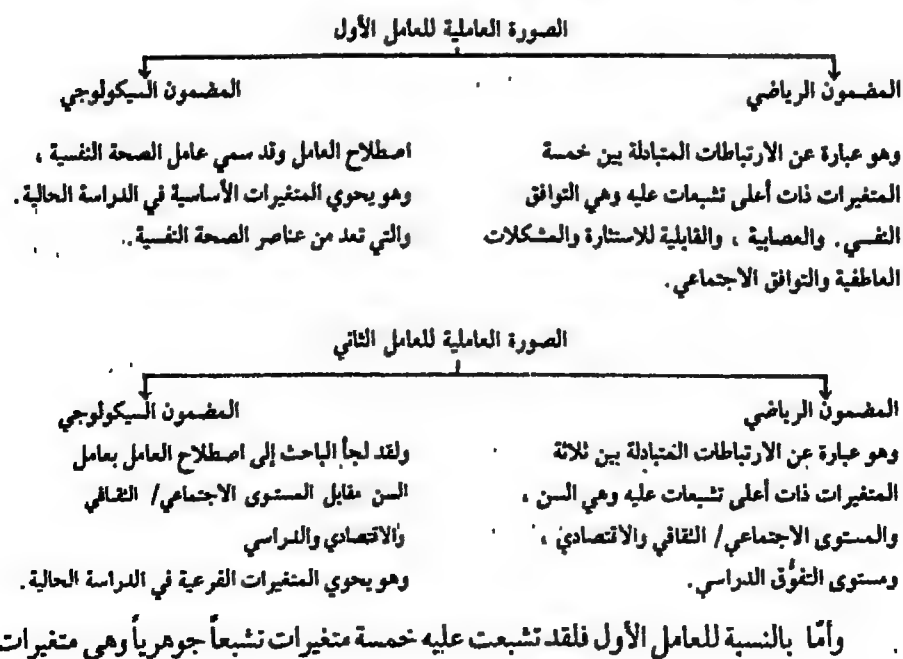 الصورة العاملية للعامل الأول
المضمون الرياضي
وهو عبارة عن الارتباطات المتبادلة بين خمسة
المتغيرات ذات أعلى تشبعات عليه وهي التوافق
النفسي. والعصابية ، والقابلية للاستثارة والمشكلات
العاطفية والتوافق الاجتماعي.
المضمون السيكولوجي
اصطلاح العامل وقد سمي عامل الصحة النفسية ،
وهو يحوي المتغيرات الأساسية في الدراسة الحالية.
والتي تعد من عناصر الصحة النفسية.
الصورة العاملية للعامل الثاني
المضمون الرياضي
وهو عبارة عن الارتباطات المتبادلة بين ثلاثة
المتغيرات ذات أعلى تشبعات عليه وهي السن ،
والمستوى الاجتماعي/ الثقافي والاقتصادي ،
ومستوى التفوُّق الدراسي.
المضمون السيكولوجي
ولقد لجأ الباحث إلى اصطلاح العامل بعامل
السن مقابل المستوى الاجتماعي/ الثقافي
والاقتصادي والدراسي
وهو يحوي المتغيرات الفرعية في الدراسة الحالية.
وأمّا بالنسبة للعامل الأول فلقد تشبعت عليه خمسة متغيرات تشبعاً جوهرياً وهي متغيرات